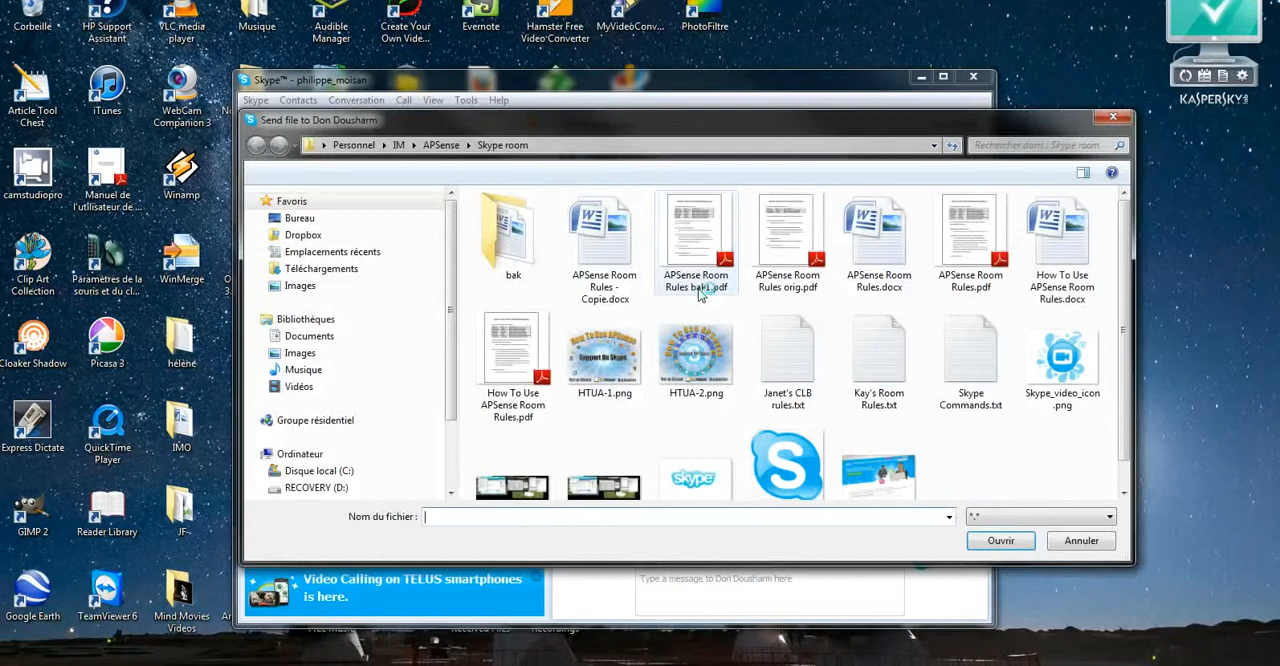 Corbeille
HP Support
Assistant
VLC media
player
Musique
Audible
Manager
Create Your
Own Vide...
Evernote
Hamster Free
Video Converter
MyVideoConv...
PhotoFiltre
KASPERSKY
Article Tool
Chest
iTunes
WebCam
Companion 3
camstudiopro
Manuel de
l'utilisateur de ...
Winamp
Clip Art
Collection
Paramètres de la
souris et du cl...
WinMerge
Cloaker Shadow
Picasa 3
hélène
Express Dictate
QuickTime
Player
IMO
GIMP 2
Reader Library
JF
Google Earth
TeamViewer 6
Mind Movies
Videos
Skype™ - philippe_moisan
Skype Contacts Conversation Call View Tools Help
Send file to Don Dousharm
Personnel IM APSense Skype room
Rechercher dans : Skype room
Favoris
Bureau
Dropbox
Emplacements récents
Téléchargements
Images
Bibliothèques
Documents
Images
Musique
Vidéos
Groupe résidentiel
Ordinateur
Disque local (C:)
RECOVERY (D:)
bak
APSense Room
Rules -
Copie.docx
APSense Room
Rules bak1.pdf
APSense Room
Rules orig.pdf
APSense Room
Rules.docx
APSense Room
Rules.pdf
How To Use
APSense Room
Rules.docx
How To Use
APSense Room
Rules.pdf
HTUA-1.png
HTUA-2.png
Janet's CLB
rules.txt
Kay's Room
Rules.txt
Skype
Commands.txt
Skype_video_icon
.png
skype
Nom du fichier :
*.*
Ouvrir
Annuler
Video Calling on TELUS smartphones
is here.
Type a message to Don Dousharm here
Free Music
Received Files
Recordings